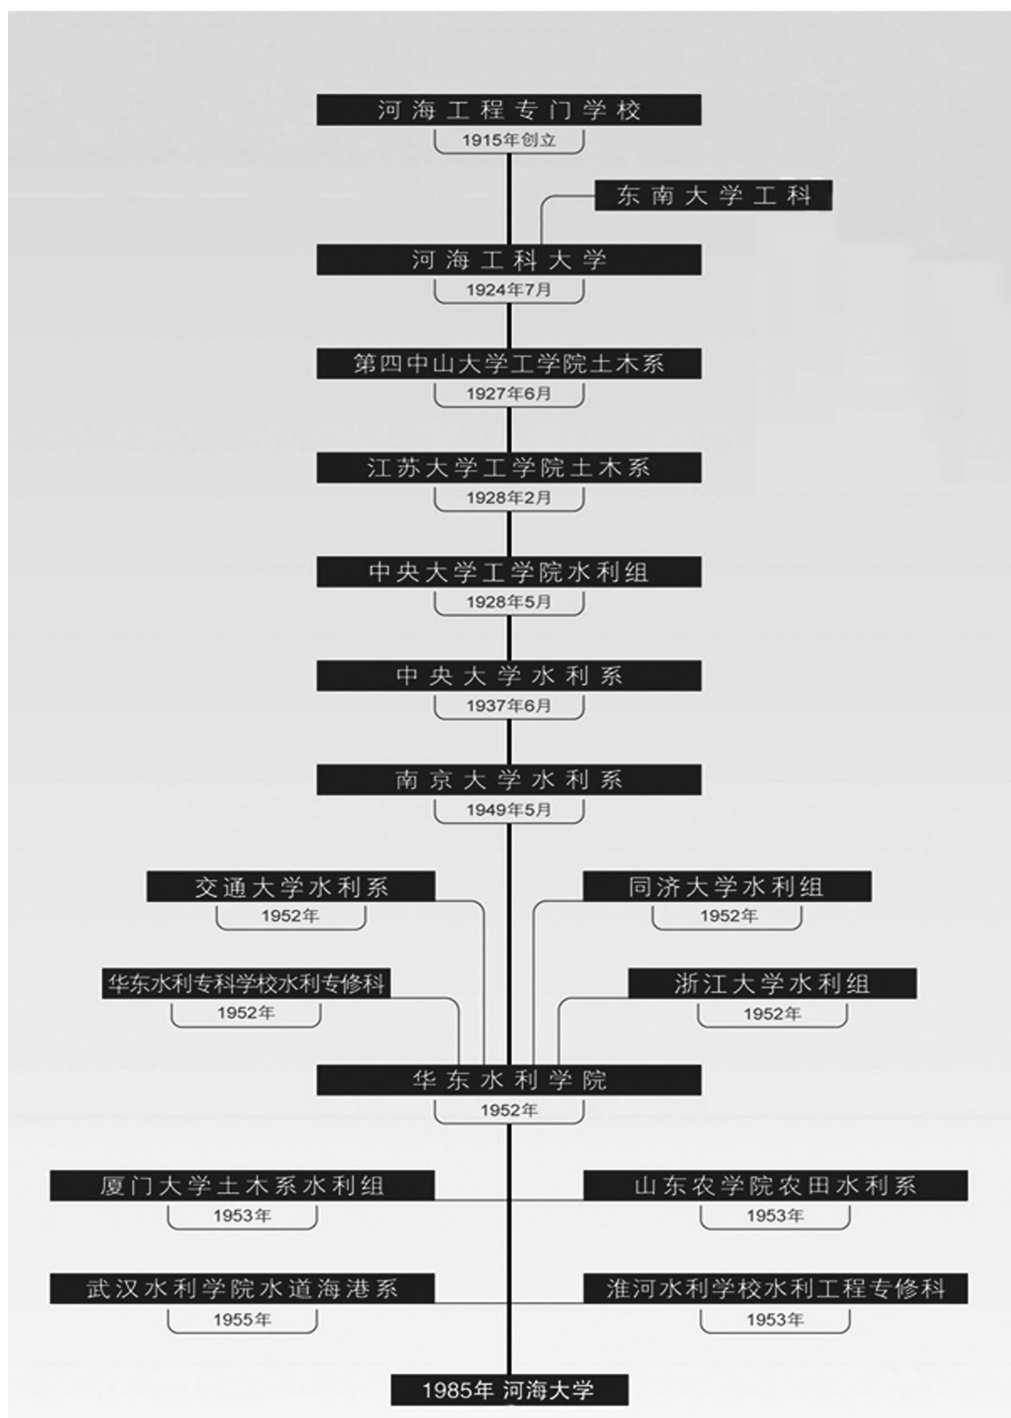 河海工程专门学校
1915年创立
东南大学工科
河海工科大学
1924年7月
第四中山大学工学院土木系
1927年6月
江苏大学工学院土木系
1928年2月
中央大学工学院水利组
1928年5月
中央大学水利系
1937年6月
南京大学水利系
1949年5月
交通大学水利系
1952年
同济大学水利组
1952年
华东水利专科学校水利专修科
1952年
浙江大学水利组
1952年
华东水利学院
1952年
厦门大学土木系水利组
1953年
山东农学院农田水利系
1953年
武汉水利学院水道海港系
1955年
淮河水利学校水利工程专修科
1953年
1985年 河海大学